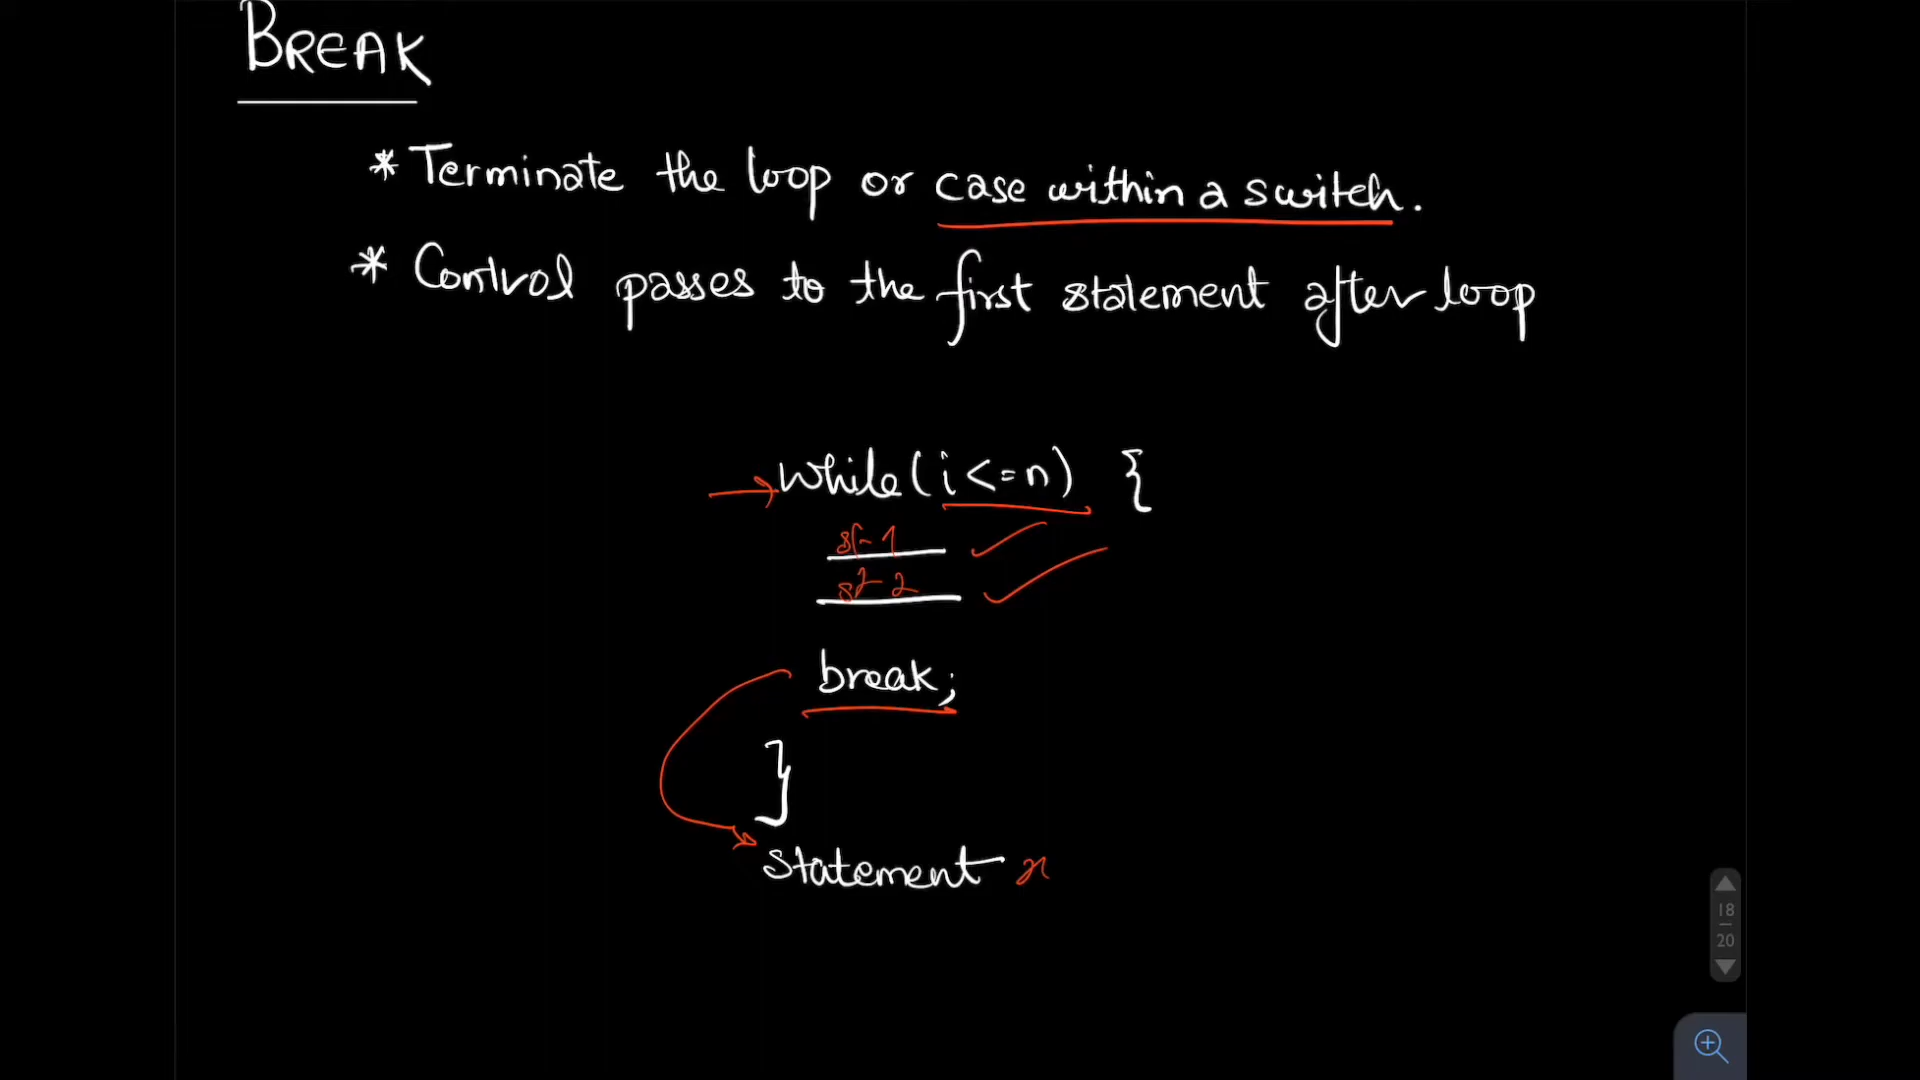 BREAK
* Terminate the loop or case within a switch.
* Control passes to the first statement after loop
while(i<=n) {
st-1
st-2
break;
}
statement x
18
20